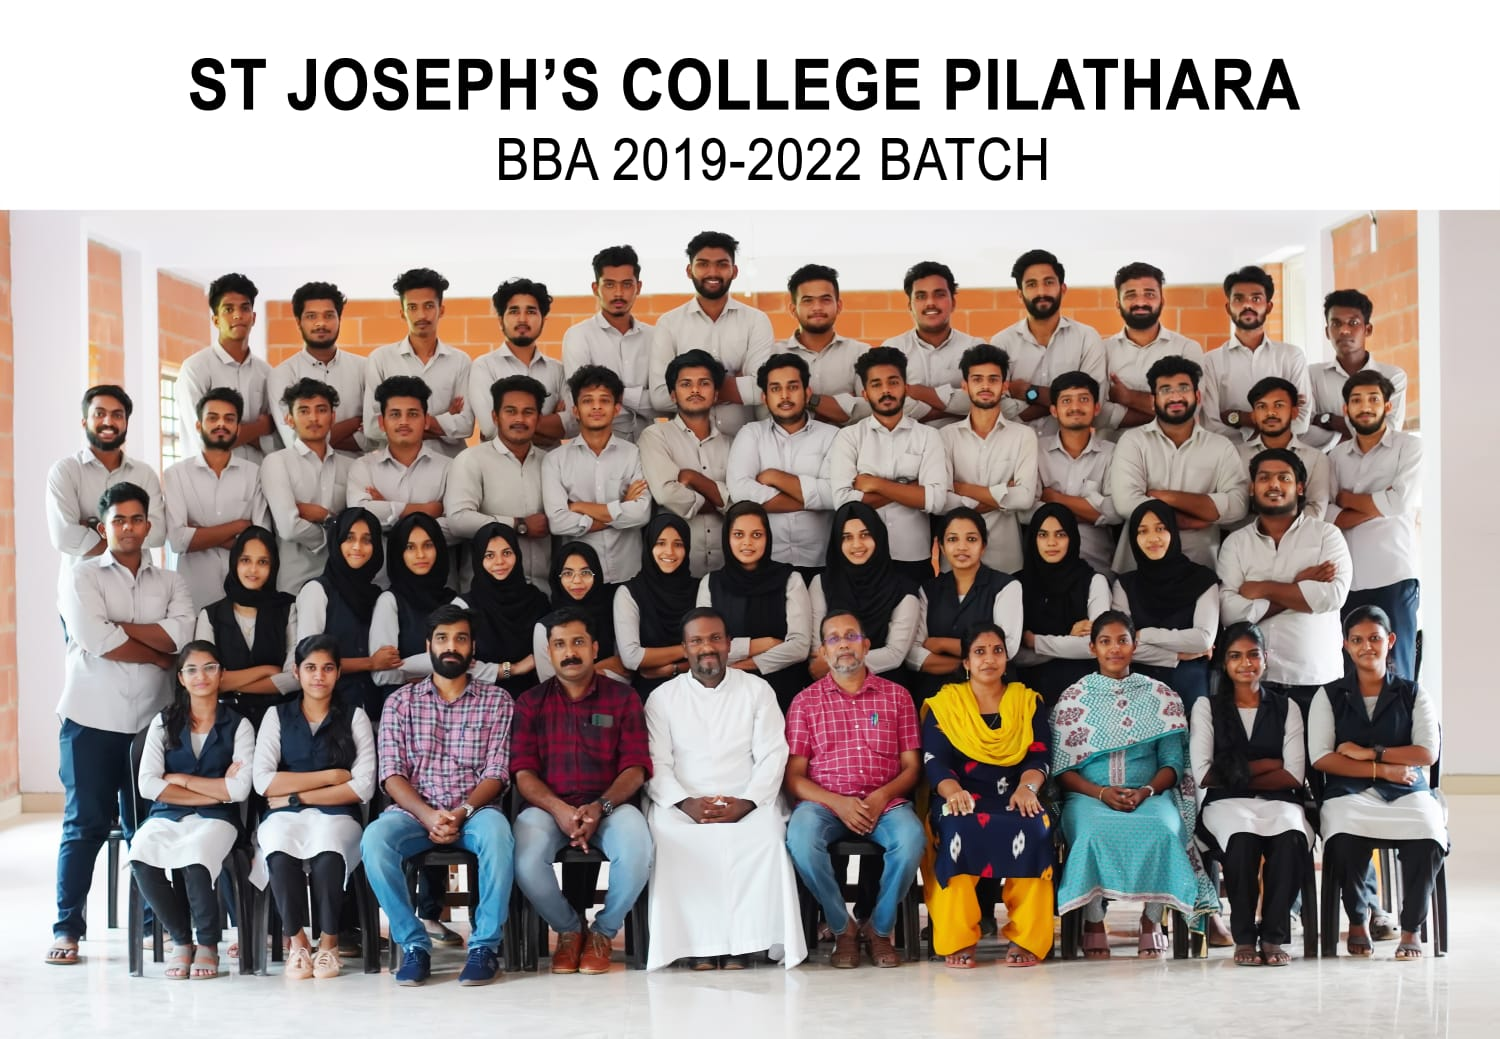 ST JOSEPH’S COLLEGE PILATHARA
BBA 2019-2022 BATCH